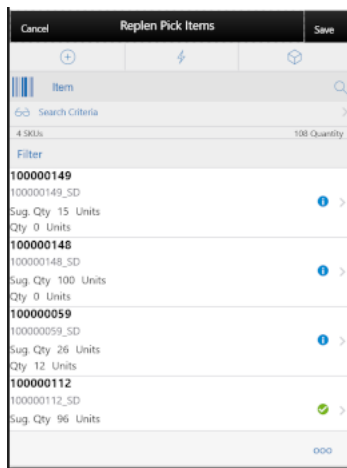 Cancel Replen Pick Items Save
Item
Search Criteria
4 SKUs 108 Quantity
Filter
100000149
100000149_SD
Sug. Qty 15 Units
Qty 0 Units
100000148
100000148_SD
Sug. Qty 100 Units
Qty 0 Units
100000059
100000059_SD
Sug. Qty 26 Units
Qty 12 Units
100000112
100000112_SD
Sug. Qty 96 Units